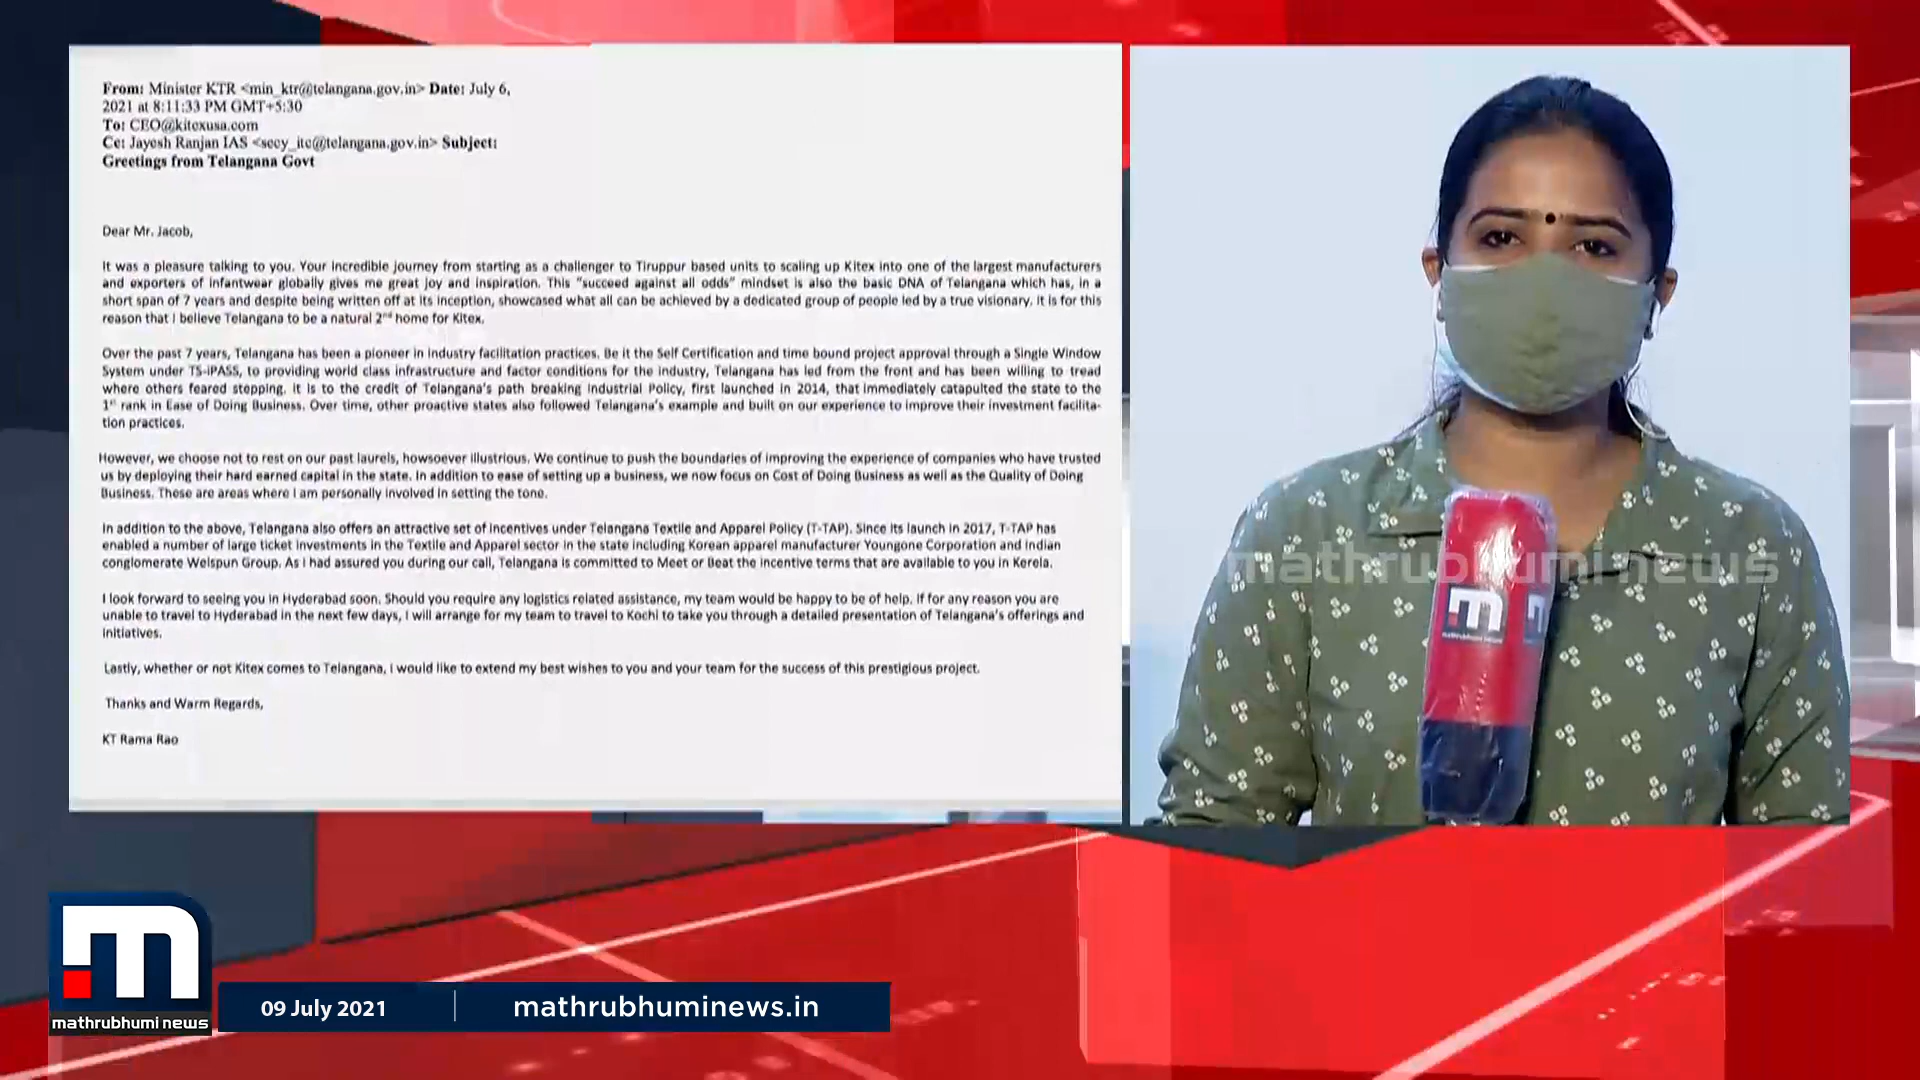 From: Minister KTR <min_ktr@telangana.gov.in> Date: July 6,
2021 at 8:11:33 PM GMT+5:30
To: CEO@kitexusa.com
Cc: Jayesh Ranjan IAS <secy_itc@telangana.gov.in> Subject:
Greetings from Telangana Govt
Dear Mr. Jacob,
It was a pleasure talking to you. Your incredible journey from starting as a challenger to Tiruppur based units to scaling up Kitex into one of the largest manufacturers
and exporters of infantwear globally gives me great joy and inspiration. This "succeed against all odds" mindset is also the basic DNA of Telangana which has, in a
short span of 7 years and despite being written off at its inception, showcased what all can be achieved by a dedicated group of people led by a true visionary. It is for this
reason that I believe Telangana to be a natural 2nd home for Kitex.
Over the past 7 years, Telangana has been a pioneer in industry facilitation practices. Be it the Self Certification and time bound project approval through a Single Window
System under TS-iPASS, to providing world class infrastructure and factor conditions for the industry, Telangana has led from the front and has been willing to tread
where others feared stepping. It is to the credit of Telangana's path breaking Industrial Policy, first launched in 2014, that immediately catapulted the state to the
1st rank in Ease of Doing Business. Over time, other proactive states also followed Telangana's example and built on our experience to improve their investment facilita-
tion practices.
However, we choose not to rest on our past laurels, howsoever illustrious. We continue to push the boundaries of improving the experience of companies who have trusted
us by deploying their hard earned capital in the state. In addition to ease of setting up a business, we now focus on Cost of Doing Business as well as the Quality of Doing
Business. These are areas where I am personally involved in setting the tone.
In addition to the above, Telangana also offers an attractive set of incentives under Telangana Textile and Apparel Policy (T-TAP). Since its launch in 2017, T-TAP has
enabled a number of large ticket investments in the Textile and Apparel sector in the state including Korean apparel manufacturer Youngone Corporation and Indian
conglomerate Welspun Group. As I had assured you during our call, Telangana is committed to Meet or Beat the incentive terms that are available to you in Kerela.
I look forward to seeing you in Hyderabad soon. Should you require any logistics related assistance, my team would be happy to be of help. If for any reason you are
unable to travel to Hyderabad in the next few days, I will arrange for my team to travel to Kochi to take you through a detailed presentation of Telangana's offerings and
initiatives.
Lastly, whether or not Kitex comes to Telangana, I would like to extend my best wishes to you and your team for the success of this prestigious project.
Thanks and Warm Regards,
KT Rama Rao
mathrubhumi news
m
mathrubhumi news
m
mathrubhumi news
09 July 2021
mathrubhuminews.in